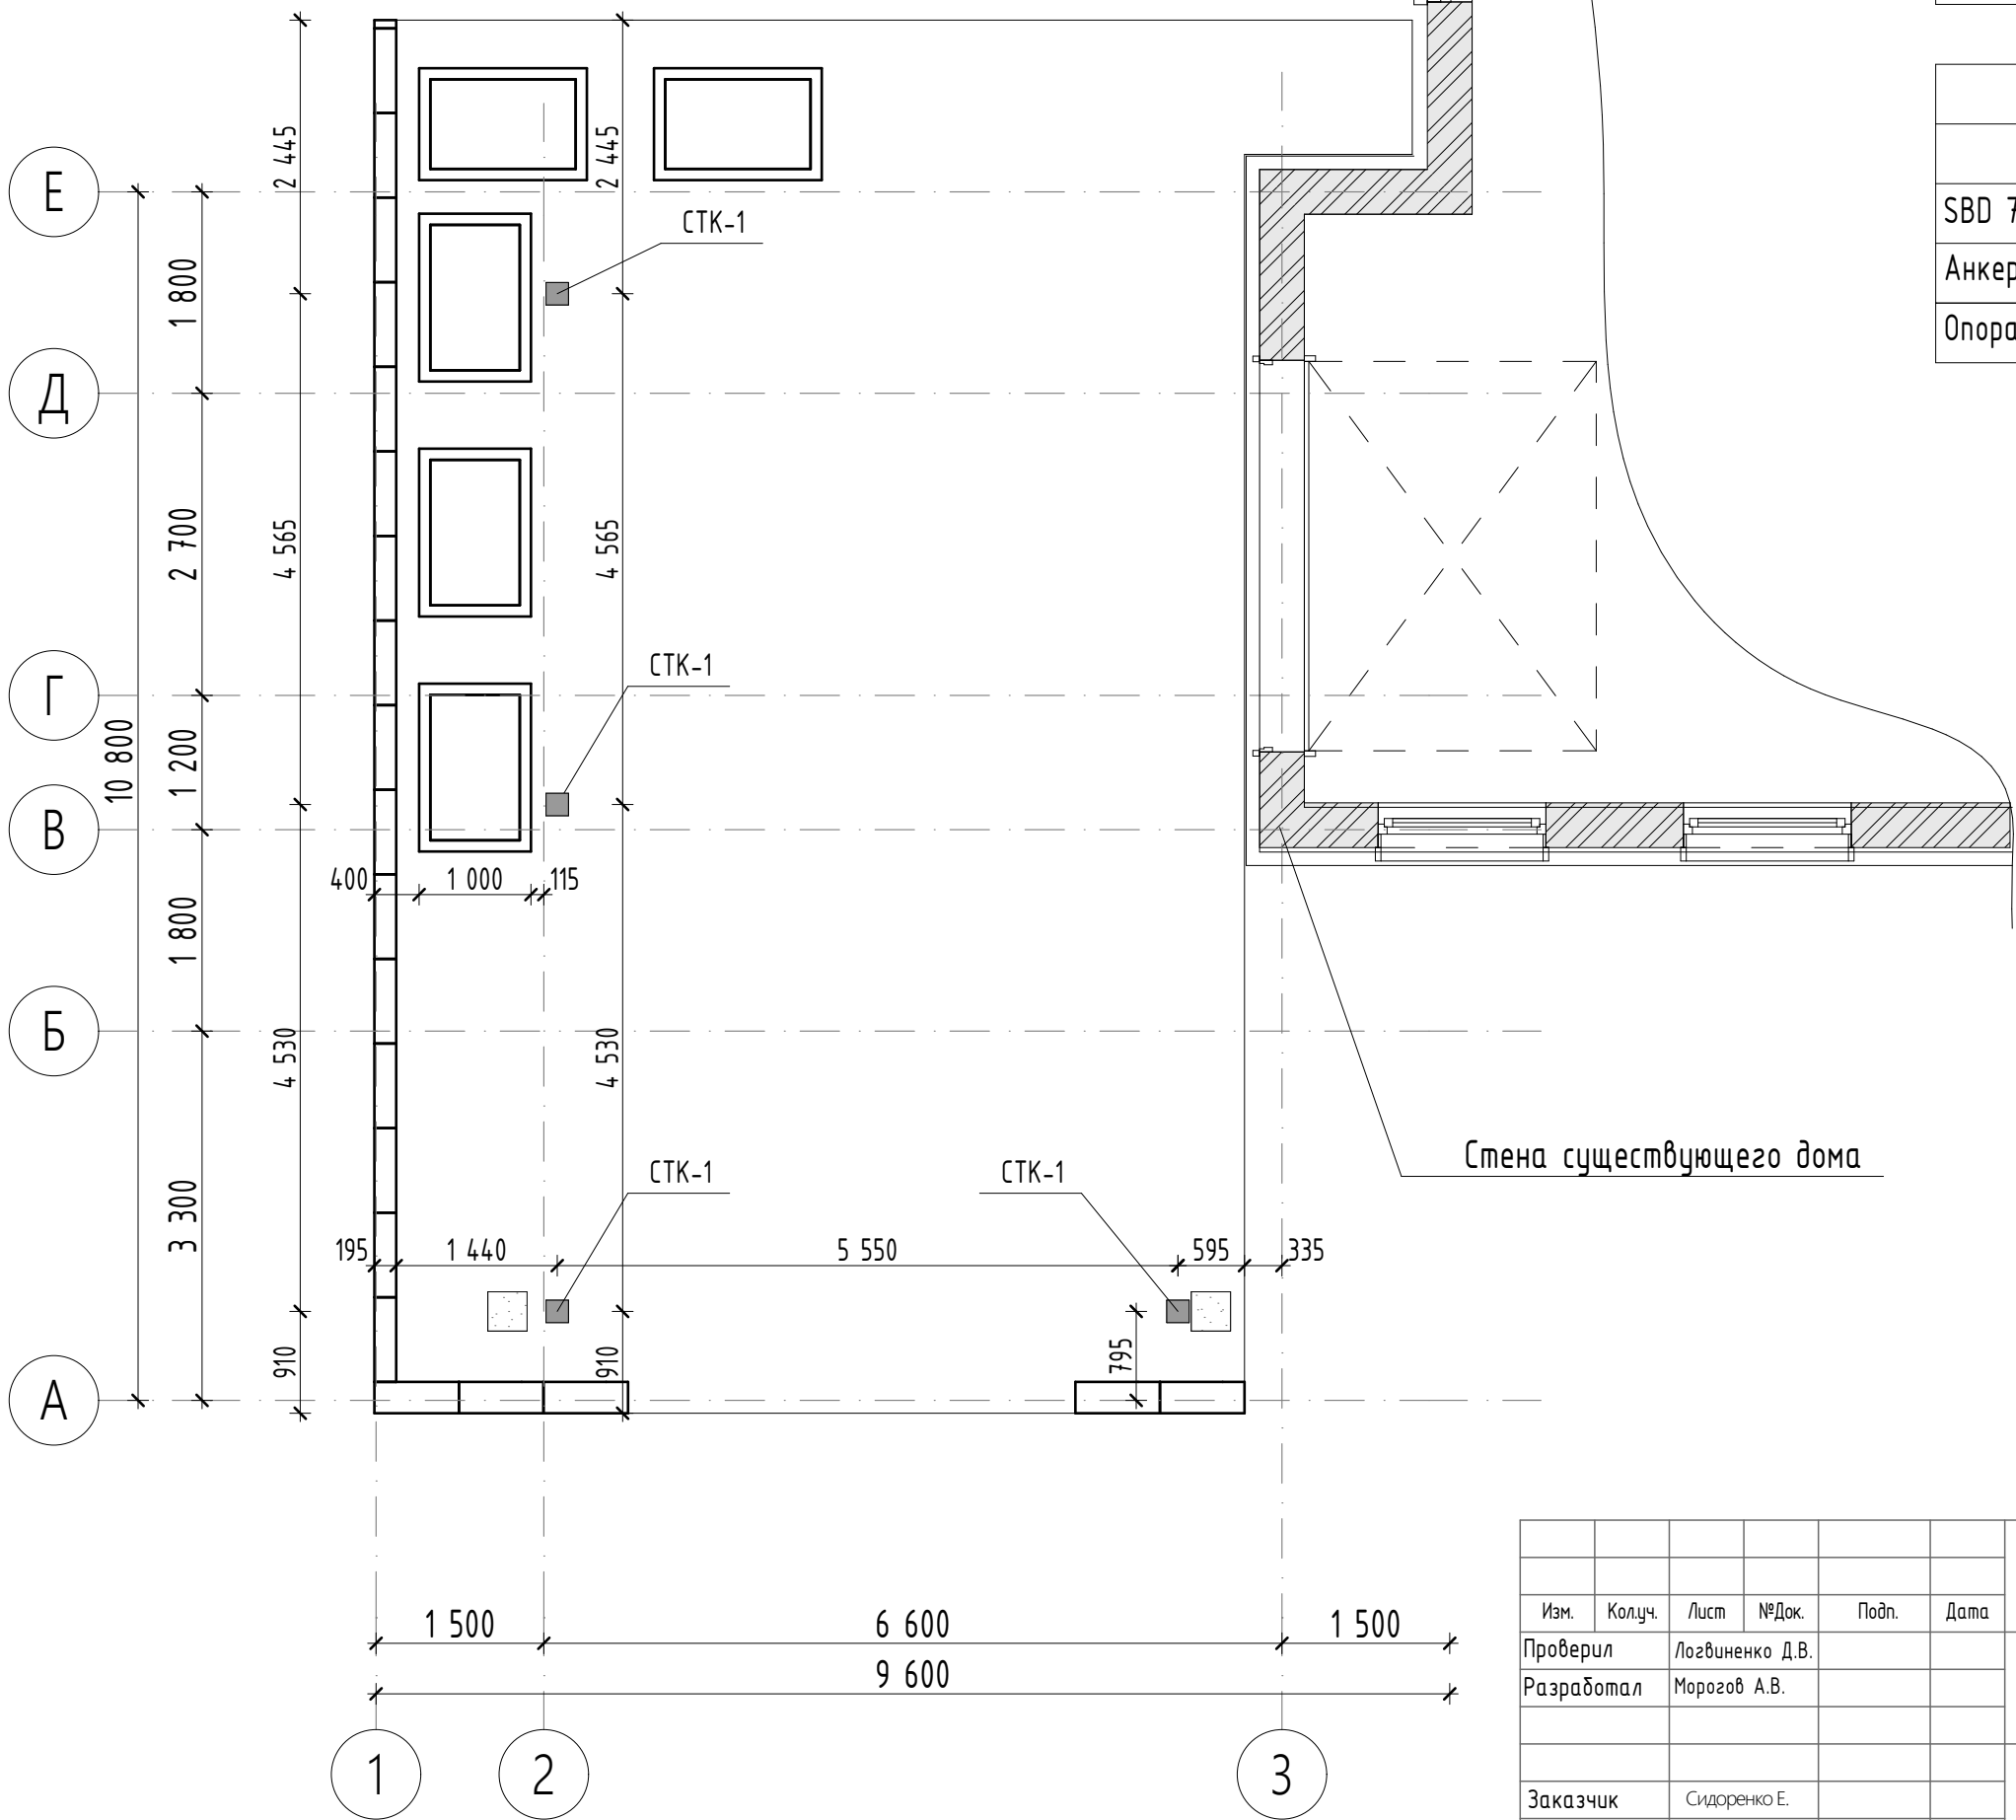 Е
Д
Г
В
Б
А
10 800
1 800
2 700
1 200
1 800
3 300
2 445
4 565
4 530
910
2 445
4 565
4 530
910
СТК-1
СТК-1
400
1 000
115
СТК-1
СТК-1
195
1 440
5 550
595
335
795
Стена существующего дома
1 500
6 600
1 500
9 600
1
2
3
SBD 7
Анкер
Опора
Изм.
Кол.уч.
Лист
№Док.
Подп.
Дата
Проверил
Логвиненко Д.В.
Разработал
Морогов А.В.
Заказчик
Сидоренко Е.